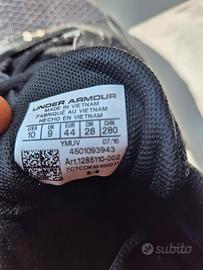 UNDER ARMOUR
MADE IN VIETNAM
FABRIQUÉ AU VIETNAM
HECHO EN VIETNAM
USA UK EUR CM CHN
10 9 44 28 280
YMUV 07/16
4501093943
Art.1285110-002
subito